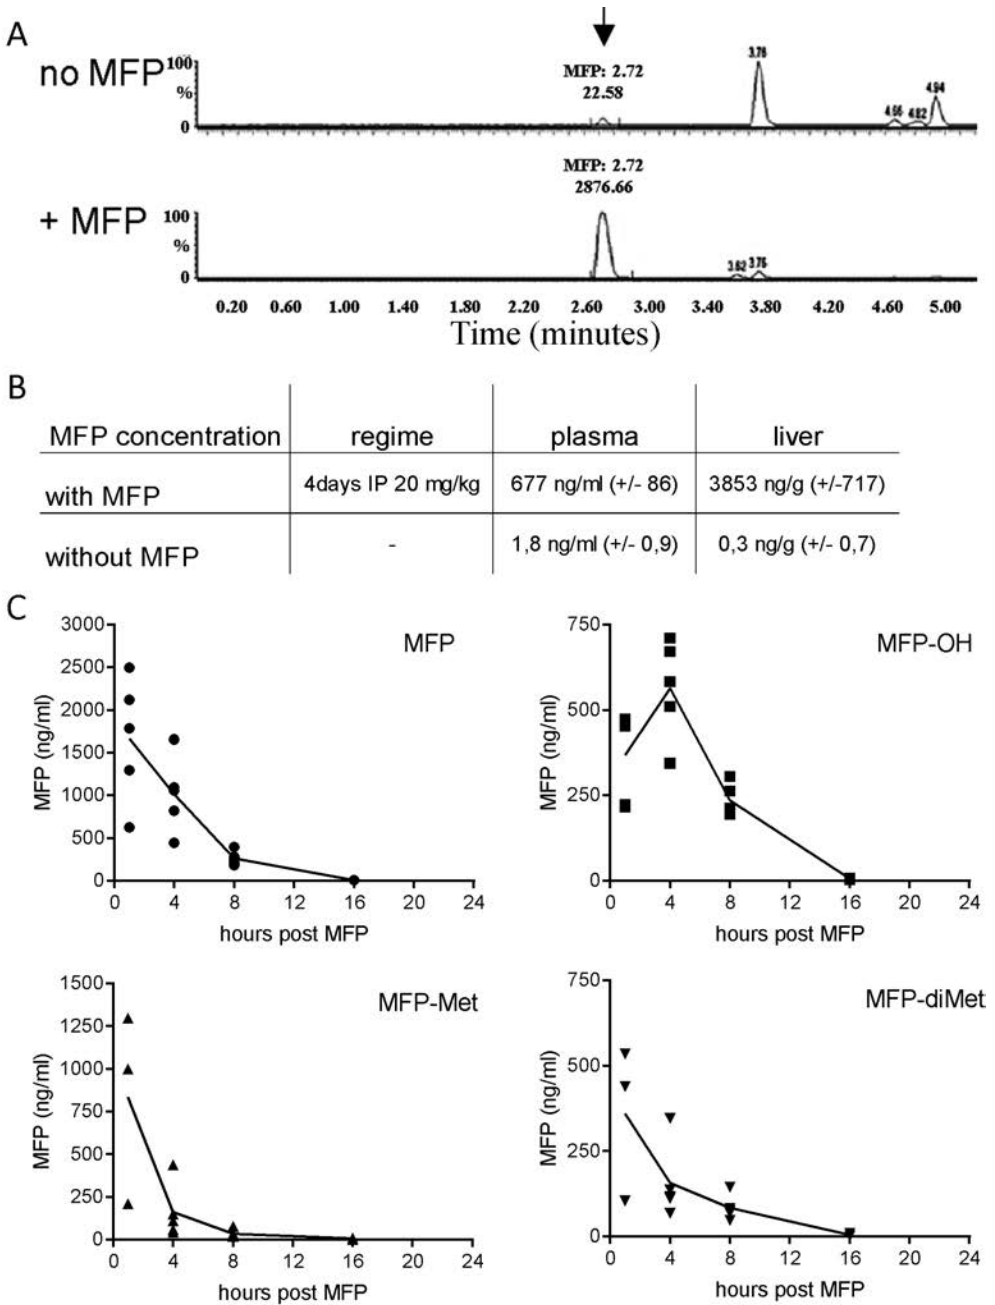 A
no MFP
100
%
0
MFP: 2.72
22.58
3.76
4.66 4.82 4.94
+ MFP
100
%
0
MFP: 2.72
2876.66
3.62 3.76
0.20 0.60 1.00 1.40 1.80 2.20 2.60 3.00 3.40 3.80 4.20 4.60 5.00
Time (minutes)
B
MFP concentration regime plasma liver
with MFP 4days IP 20 mg/kg 677 ng/ml (+/- 86) 3853 ng/g (+/-717)
without MFP - 1,8 ng/ml (+/- 0,9) 0,3 ng/g (+/- 0,7)
C
MFP
MFP (ng/ml)
3000
2500
2000
1500
1000
500
0
0 4 8 12 16 20 24
hours post MFP
MFP-OH
MFP (ng/ml)
750
500
250
0
0 4 8 12 16 20 24
hours post MFP
MFP-Met
MFP (ng/ml)
1500
1250
1000
750
500
250
0
0 4 8 12 16 20 24
hours post MFP
MFP-diMet
MFP (ng/ml)
750
500
250
0
0 4 8 12 16 20 24
hours post MFP